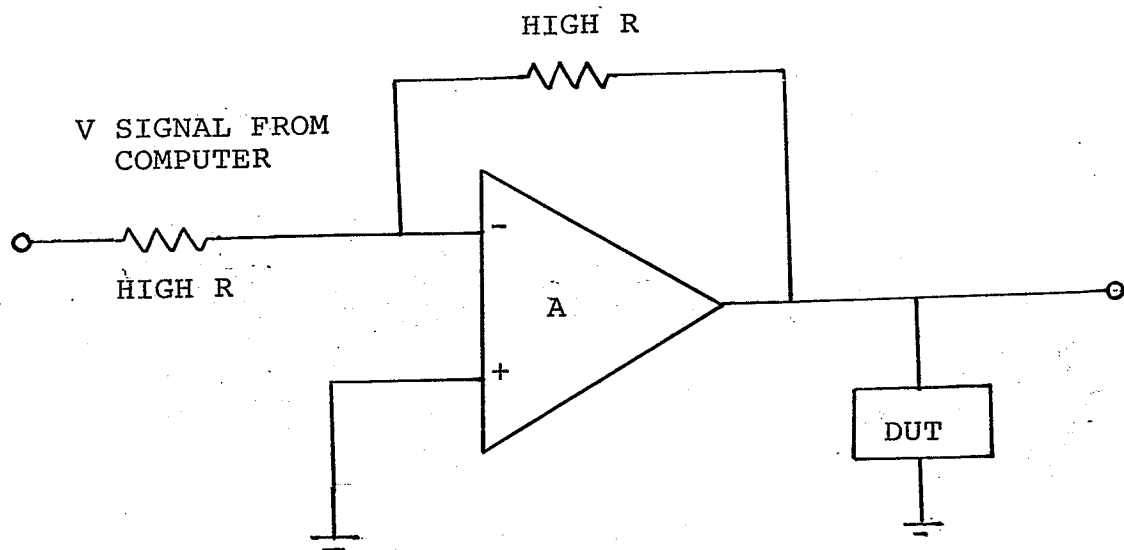 HIGH R
V SIGNAL FROM
COMPUTER
HIGH R
-
+
A
DUT